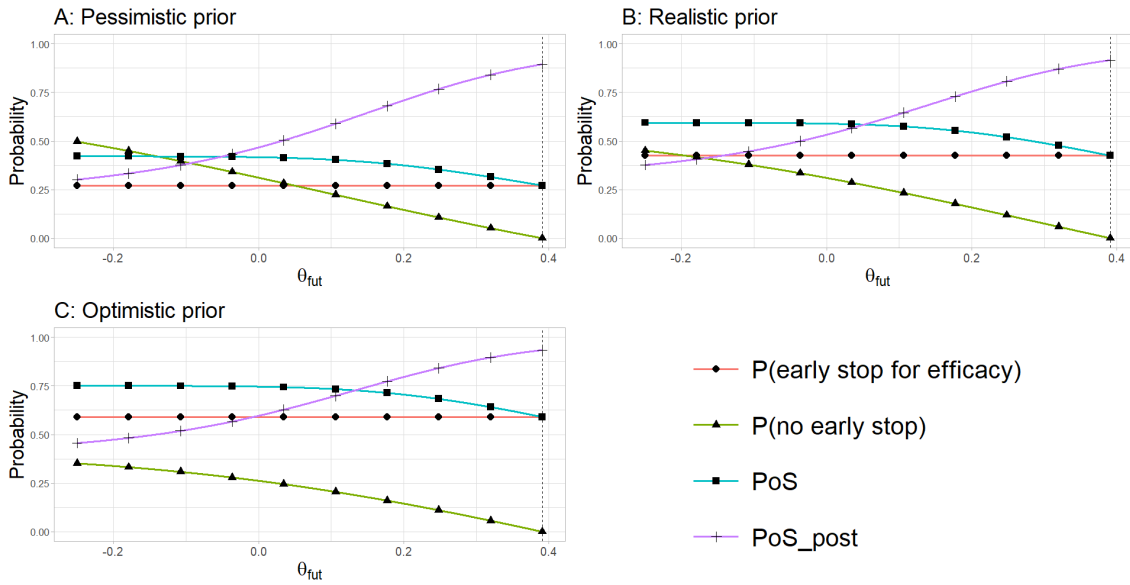 A: Pessimistic prior
1.00
0.75
0.50
0.25
0.00
Probability
-0.2
0.0
0.2
0.4
θfut
B: Realistic prior
1.00
0.75
0.50
0.25
0.00
Probability
-0.2
0.0
0.2
0.4
θfut
C: Optimistic prior
1.00
0.75
0.50
0.25
0.00
Probability
-0.2
0.0
0.2
0.4
θfut
P(early stop for efficacy)
P(no early stop)
PoS
PoS_post